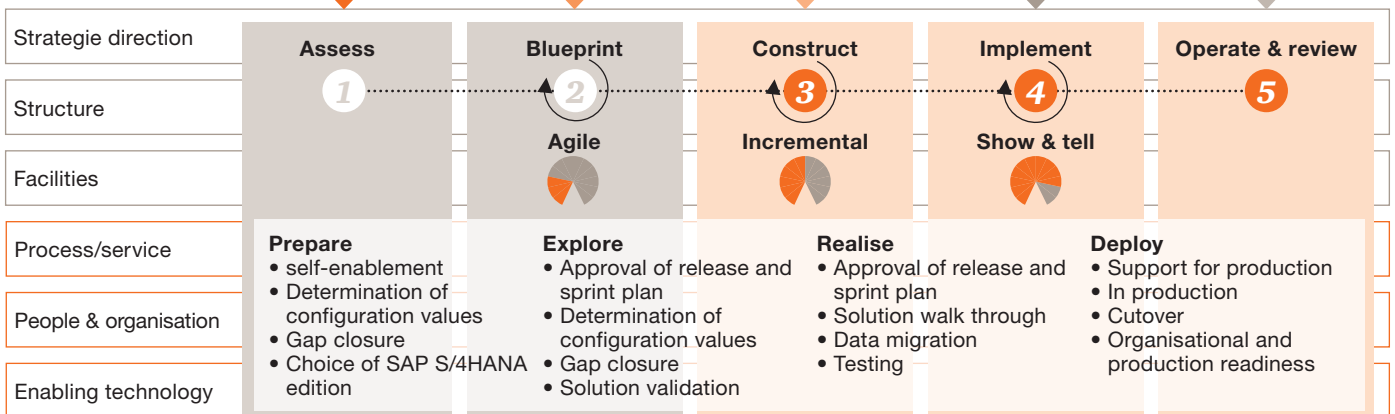 Strategie direction
Structure
Facilities
Process/service
People & organisation
Enabling technology
Assess
1
Blueprint
2
Agile
Construct
3
Incremental
Implement
4
Show & tell
Operate & review
5
Prepare
• self-enablement
• Determination of
configuration values
• Gap closure
• Choice of SAP S/4HANA
edition
Explore
• Approval of release and
sprint plan
• Determination of
configuration values
• Gap closure
• Solution validation
Realise
• Approval of release and
sprint plan
• Solution walk through
• Data migration
• Testing
Deploy
• Support for production
• In production
• Cutover
• Organisational and
production readiness